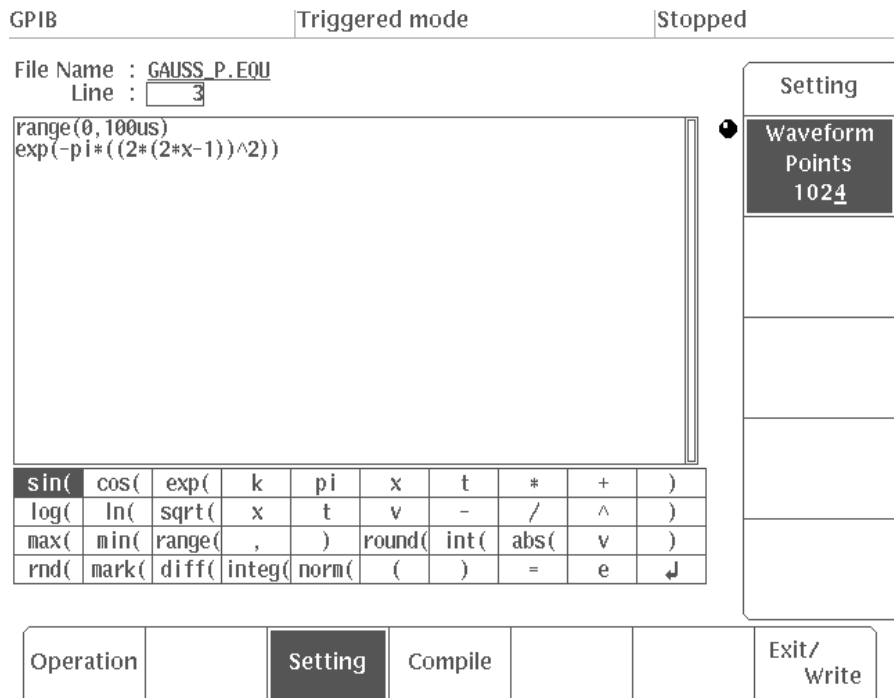 GPIB Triggered mode Stopped
File Name : GAUSS_P.EQU
Line : 3
range(0,100us)
exp(-pi*((2*(2*x-1))^2))
Setting
Waveform
Points
1024
sin( cos( exp( k pi x t * + )
log( ln( sqrt( x t v - / ^ )
max( min( range( , ) round( int( abs( v )
rnd( mark( diff( integ( norm( ( ) = e ↲
Operation Setting Compile Exit/
Write